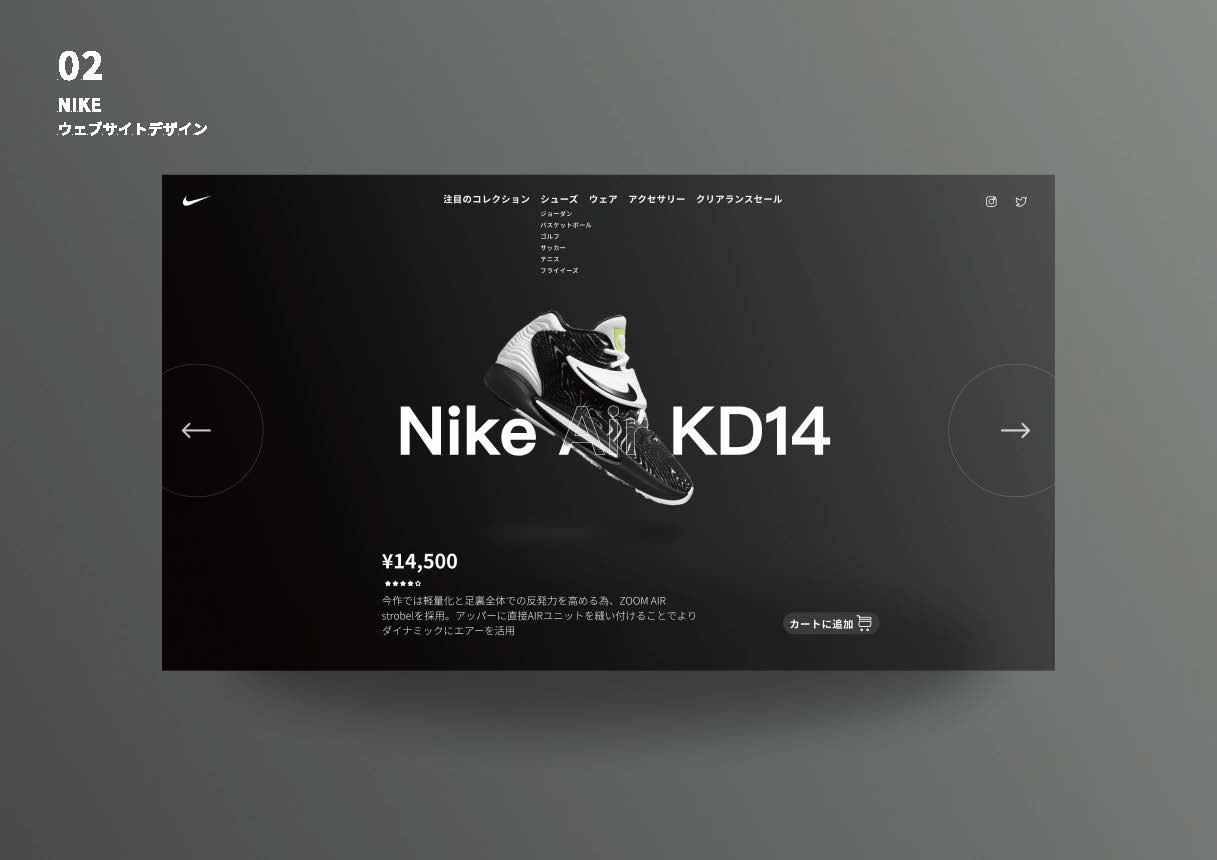 02
NIKE
ウェブサイトデザイン
注目のコレクション シューズ ウェア アクセサリー クリアランスセール
ジョーダン
バスケットボール
ゴルフ
サッカー
テニス
フライイーズ
Nike Air KD14
¥14,500
今作では軽量化と足裏全体での反発力を高める為、ZOOM AIR
strobelを採用。アッパーに直接AIRユニットを縫い付けることでより
ダイナミックにエアーを活用
カートに追加